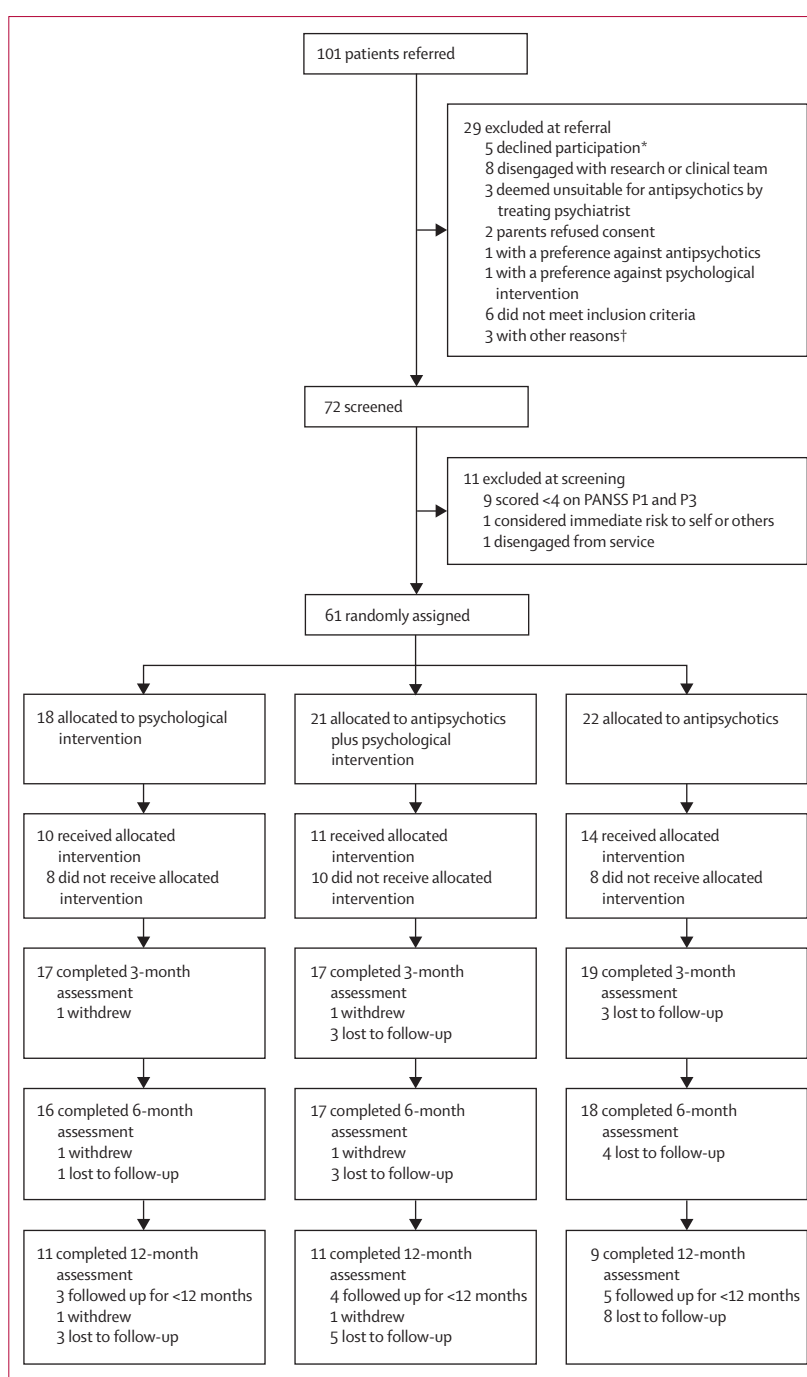 101 patients referred
29 excluded at referral
5 declined participation*
8 disengaged with research or clinical team
3 deemed unsuitable for antipsychotics by
treating psychiatrist
2 parents refused consent
1 with a preference against antipsychotics
1 with a preference against psychological
intervention
6 did not meet inclusion criteria
3 with other reasons†
72 screened
11 excluded at screening
9 scored <4 on PANSS P1 and P3
1 considered immediate risk to self or others
1 disengaged from service
61 randomly assigned
18 allocated to psychological
intervention
21 allocated to antipsychotics
plus psychological
intervention
22 allocated to antipsychotics
10 received allocated
intervention
8 did not receive allocated
intervention
11 received allocated
intervention
10 did not receive allocated
intervention
14 received allocated
intervention
8 did not receive allocated
intervention
17 completed 3-month
assessment
1 withdrew
17 completed 3-month
assessment
1 withdrew
3 lost to follow-up
19 completed 3-month
assessment
3 lost to follow-up
16 completed 6-month
assessment
1 withdrew
1 lost to follow-up
17 completed 6-month
assessment
1 withdrew
3 lost to follow-up
18 completed 6-month
assessment
4 lost to follow-up
11 completed 12-month
assessment
3 followed up for <12 months
1 withdrew
3 lost to follow-up
11 completed 12-month
assessment
4 followed up for <12 months
1 withdrew
5 lost to follow-up
9 completed 12-month
assessment
5 followed up for <12 months
8 lost to follow-up